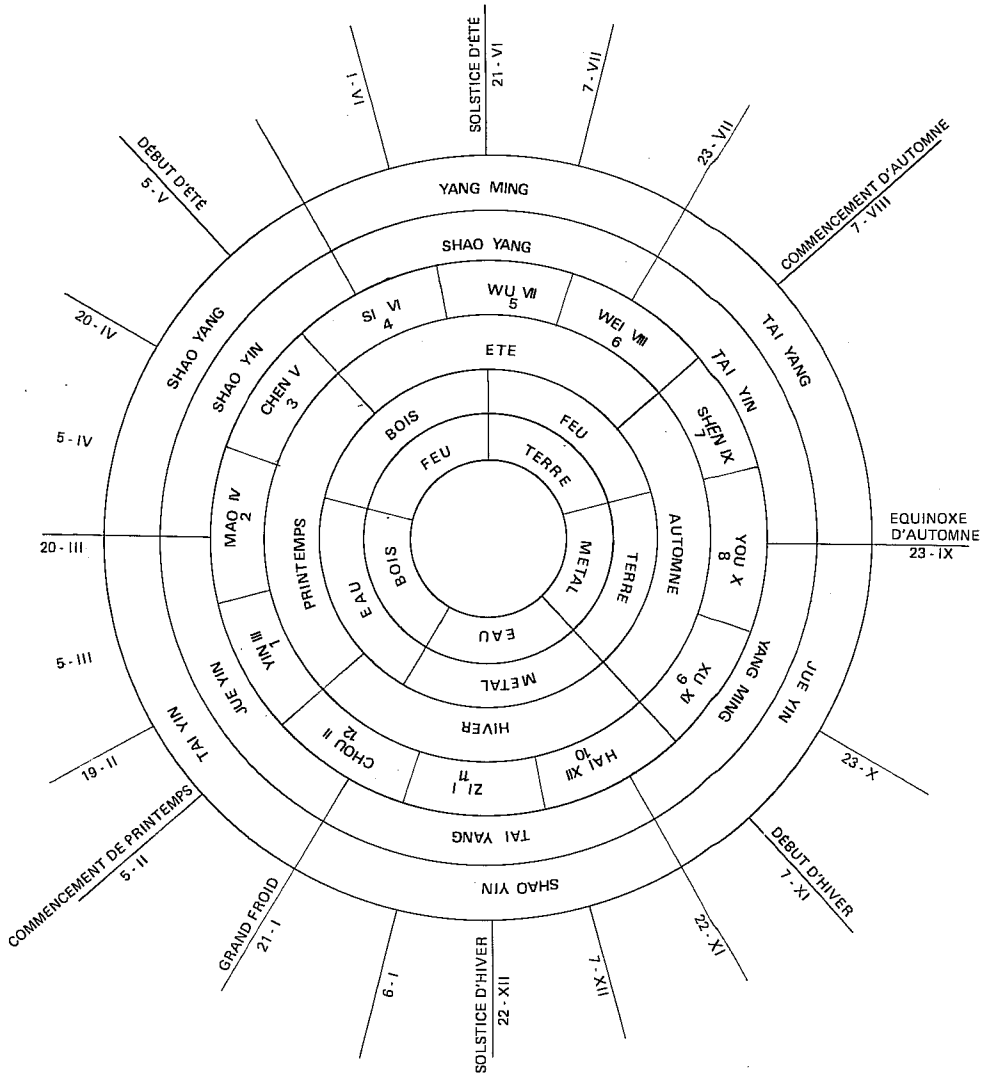 SOLSTICE D'ÉTÉ
21 - VI
7 - VII
23 - VII
COMMENCEMENT D'AUTOMNE
7 - VIII
EQUINOXE
D'AUTOMNE
23 - IX
23 - X
DÉBUT D'HIVER
7 - XI
22 - XI
7 - XII
SOLSTICE D'HIVER
22 - XII
6 - I
GRAND FROID
21 - I
COMMENCEMENT DE PRINTEMPS
5 - II
19 - II
5 - III
20 - III
5 - IV
20 - IV
DÉBUT D'ÉTÉ
5 - V
I - VI
YANG MING
TAI YANG
JUE YIN
SHAO YIN
TAI YIN
SHAO YANG
SHAO YANG
TAI YIN
YANG MING
TAI YANG
JUE YIN
SHAO YIN
SI VI
4
WU VII
5
WEI VIII
6
SHEN IX
7
YOU X
8
XU XI
9
HAI XII
10
ZI I
11
CHOU II
12
YIN III
1
MAO IV
2
CHEN V
3
ETE
AUTOMNE
HIVER
PRINTEMPS
BOIS
FEU
TERRE
METAL
EAU
FEU
TERRE
METAL
EAU
BOIS